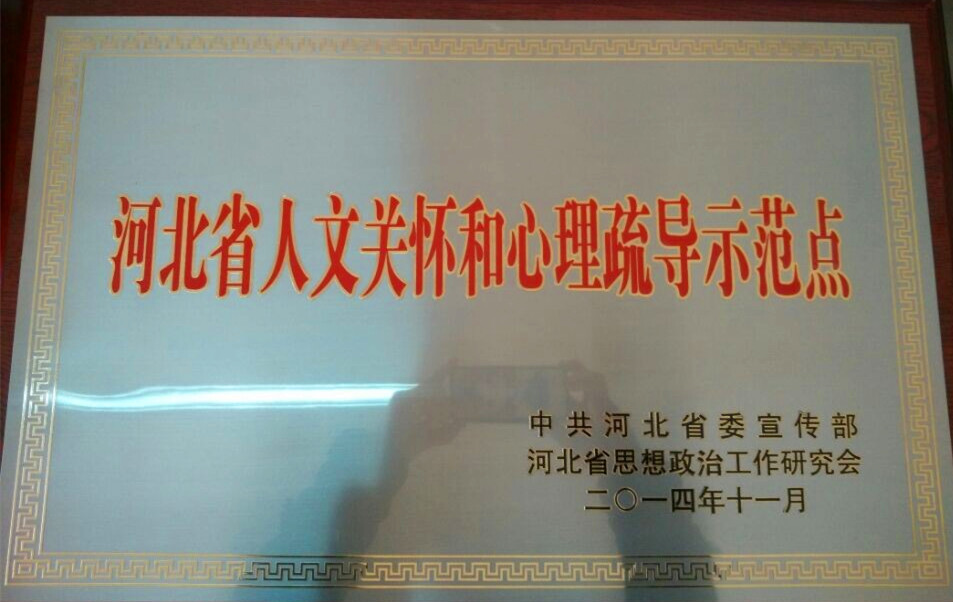 河北省人文关怀和心理疏导示范点
中共河北省委宣传部
河北省思想政治工作研究会
二〇一四年十一月